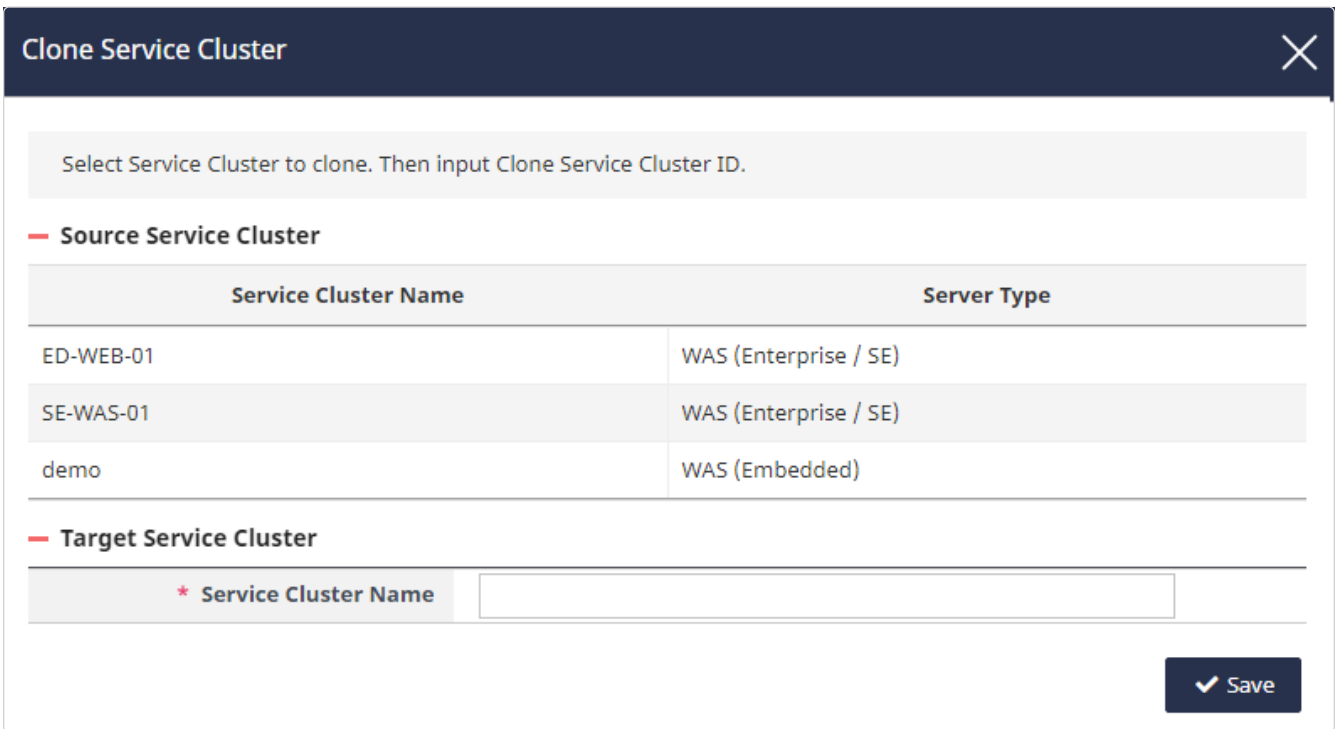 Clone Service Cluster
Select Service Cluster to clone. Then input Clone Service Cluster ID.
Source Service Cluster
Service Cluster Name Server Type
ED-WEB-01 WAS (Enterprise / SE)
SE-WAS-01 WAS (Enterprise / SE)
demo WAS (Embedded)
Target Service Cluster
* Service Cluster Name
Save